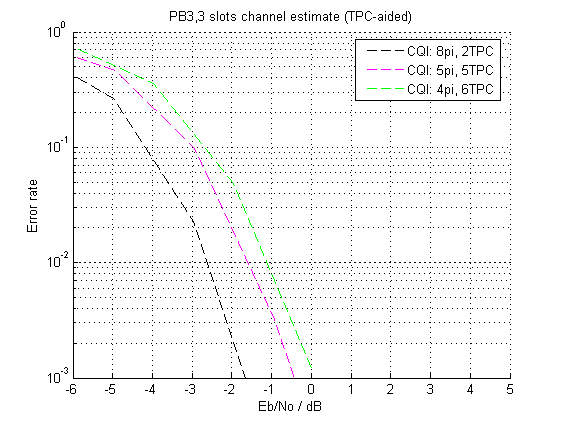 PB3,3 slots channel estimate (TPC-aided)
10^0
10^-1
10^-2
10^-3
Error rate
CQI: 8pi, 2TPC
CQI: 5pi, 5TPC
CQI: 4pi, 6TPC
-6 -5 -4 -3 -2 -1 0 1 2 3 4 5
Eb/No / dB